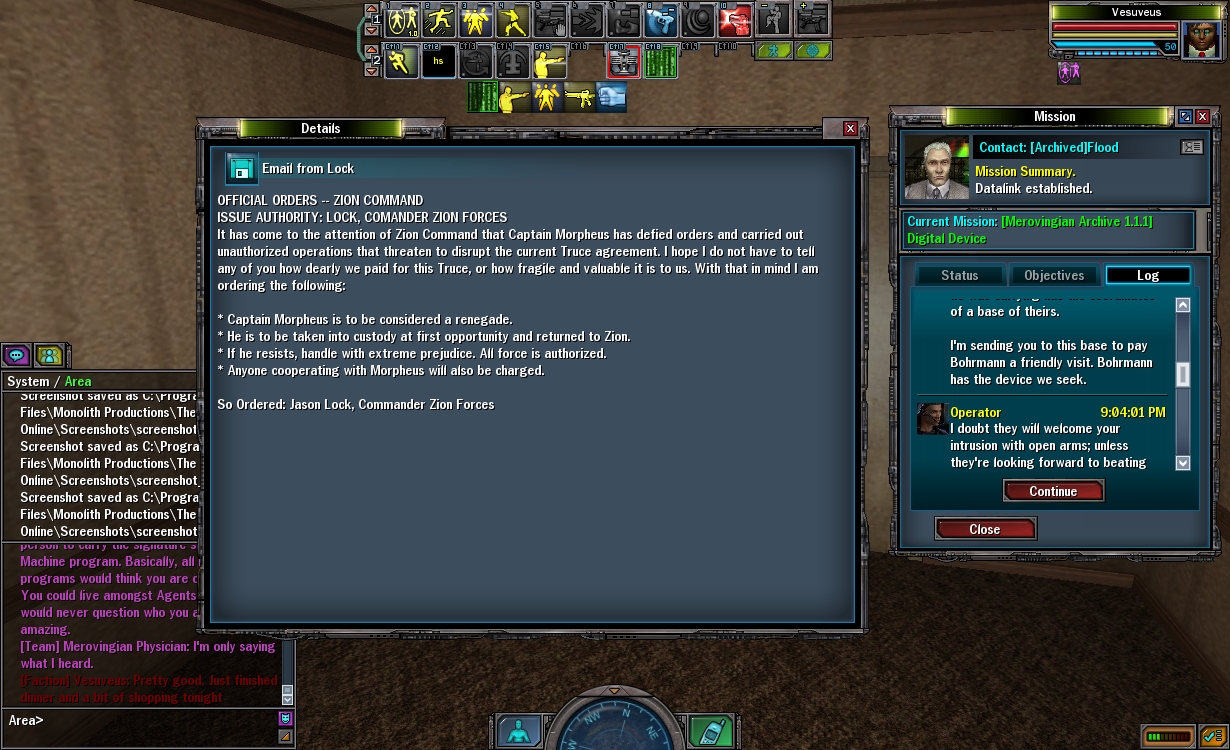 Vesuveus
50
1
2
1.0
hs
Details
Email from Lock
OFFICIAL ORDERS -- ZION COMMAND
ISSUE AUTHORITY: LOCK, COMANDER ZION FORCES
It has come to the attention of Zion Command that Captain Morpheus has defied orders and carried out
unauthorized operations that threaten to disrupt the current Truce agreement. I hope I do not have to tell
any of you how dearly we paid for this Truce, or how fragile and valuable it is to us. With that in mind I am
ordering the following:
* Captain Morpheus is to be considered a renegade.
* He is to be taken into custody at first opportunity and returned to Zion.
* If he resists, handle with extreme prejudice. All force is authorized.
* Anyone cooperating with Morpheus will also be charged.
So Ordered: Jason Lock, Commander Zion Forces
Mission
Contact: [Archived]Flood
Mission Summary.
Datalink established.
Current Mission: [Merovingian Archive 1.1.1]
Digital Device
Status
Objectives
Log
of a base of theirs.
I'm sending you to this base to pay
Bohrmann a friendly visit. Bohrmann
has the device we seek.
Operator 9:04:01 PM
I doubt they will welcome your
intrusion with open arms; unless
they're looking forward to beating
Continue
Close
System / Area
Screenshot saved as C:\Progra
Files\Monolith Productions\The
Online\Screenshots\screenshot
Screenshot saved as C:\Progra
Files\Monolith Productions\The
Online\Screenshots\screenshot
Screenshot saved as C:\Progra
Files\Monolith Productions\The
Online\Screenshots\screenshot
person to carry the signature
Machine program. Basically, all
programs would think you are
You could live amongst Agents
would never question who you
amazing.
[Team] Merovingian Physician: I'm only saying
what I heard.
[Faction] Vesuveus: Pretty good. Just finished
dinner and a bit of shopping tonight
Area>
NW
N
NE
W